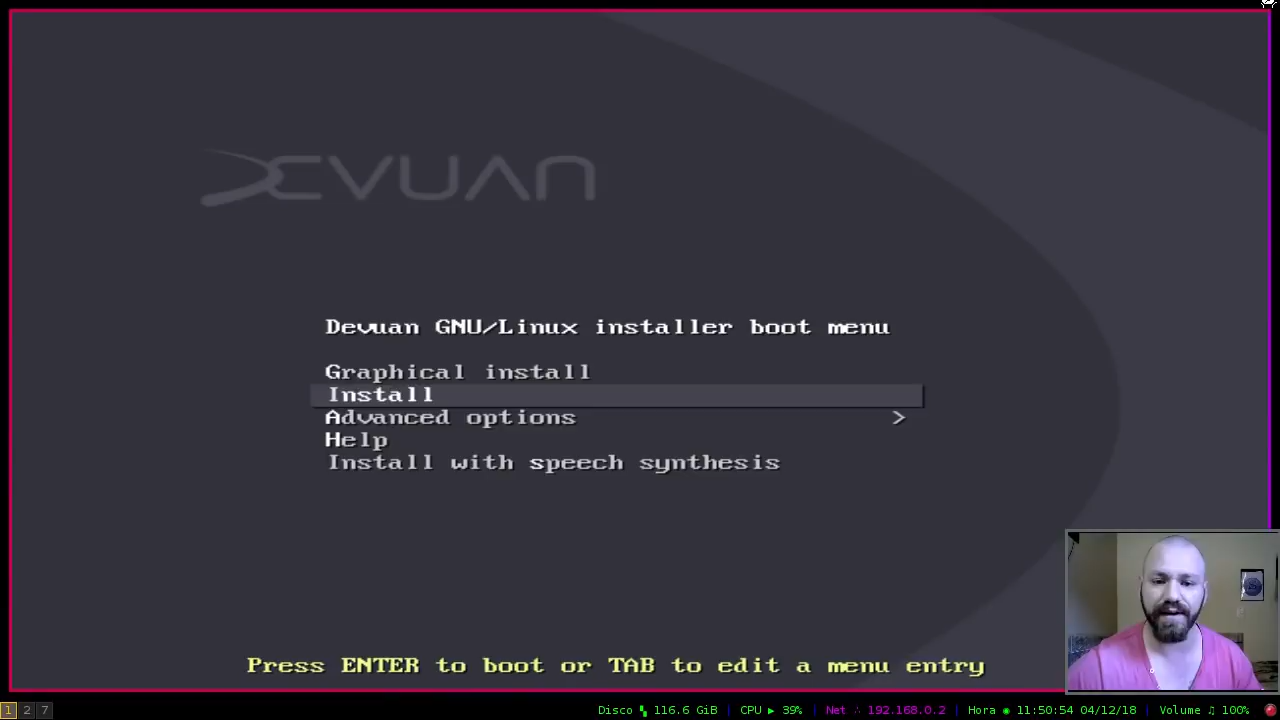 DEVUAN
Devuan GNU/Linux installer boot menu
Graphical install
Install
Advanced options >
Help
Install with speech synthesis
Press ENTER to boot or TAB to edit a menu entry
1 2 7 Disco 116.6 GiB | CPU ▶ 39% | Net ∴ 192.168.0.2 | Hora ◉ 11:50:54 04/12/18 | Volume ♫ 100%